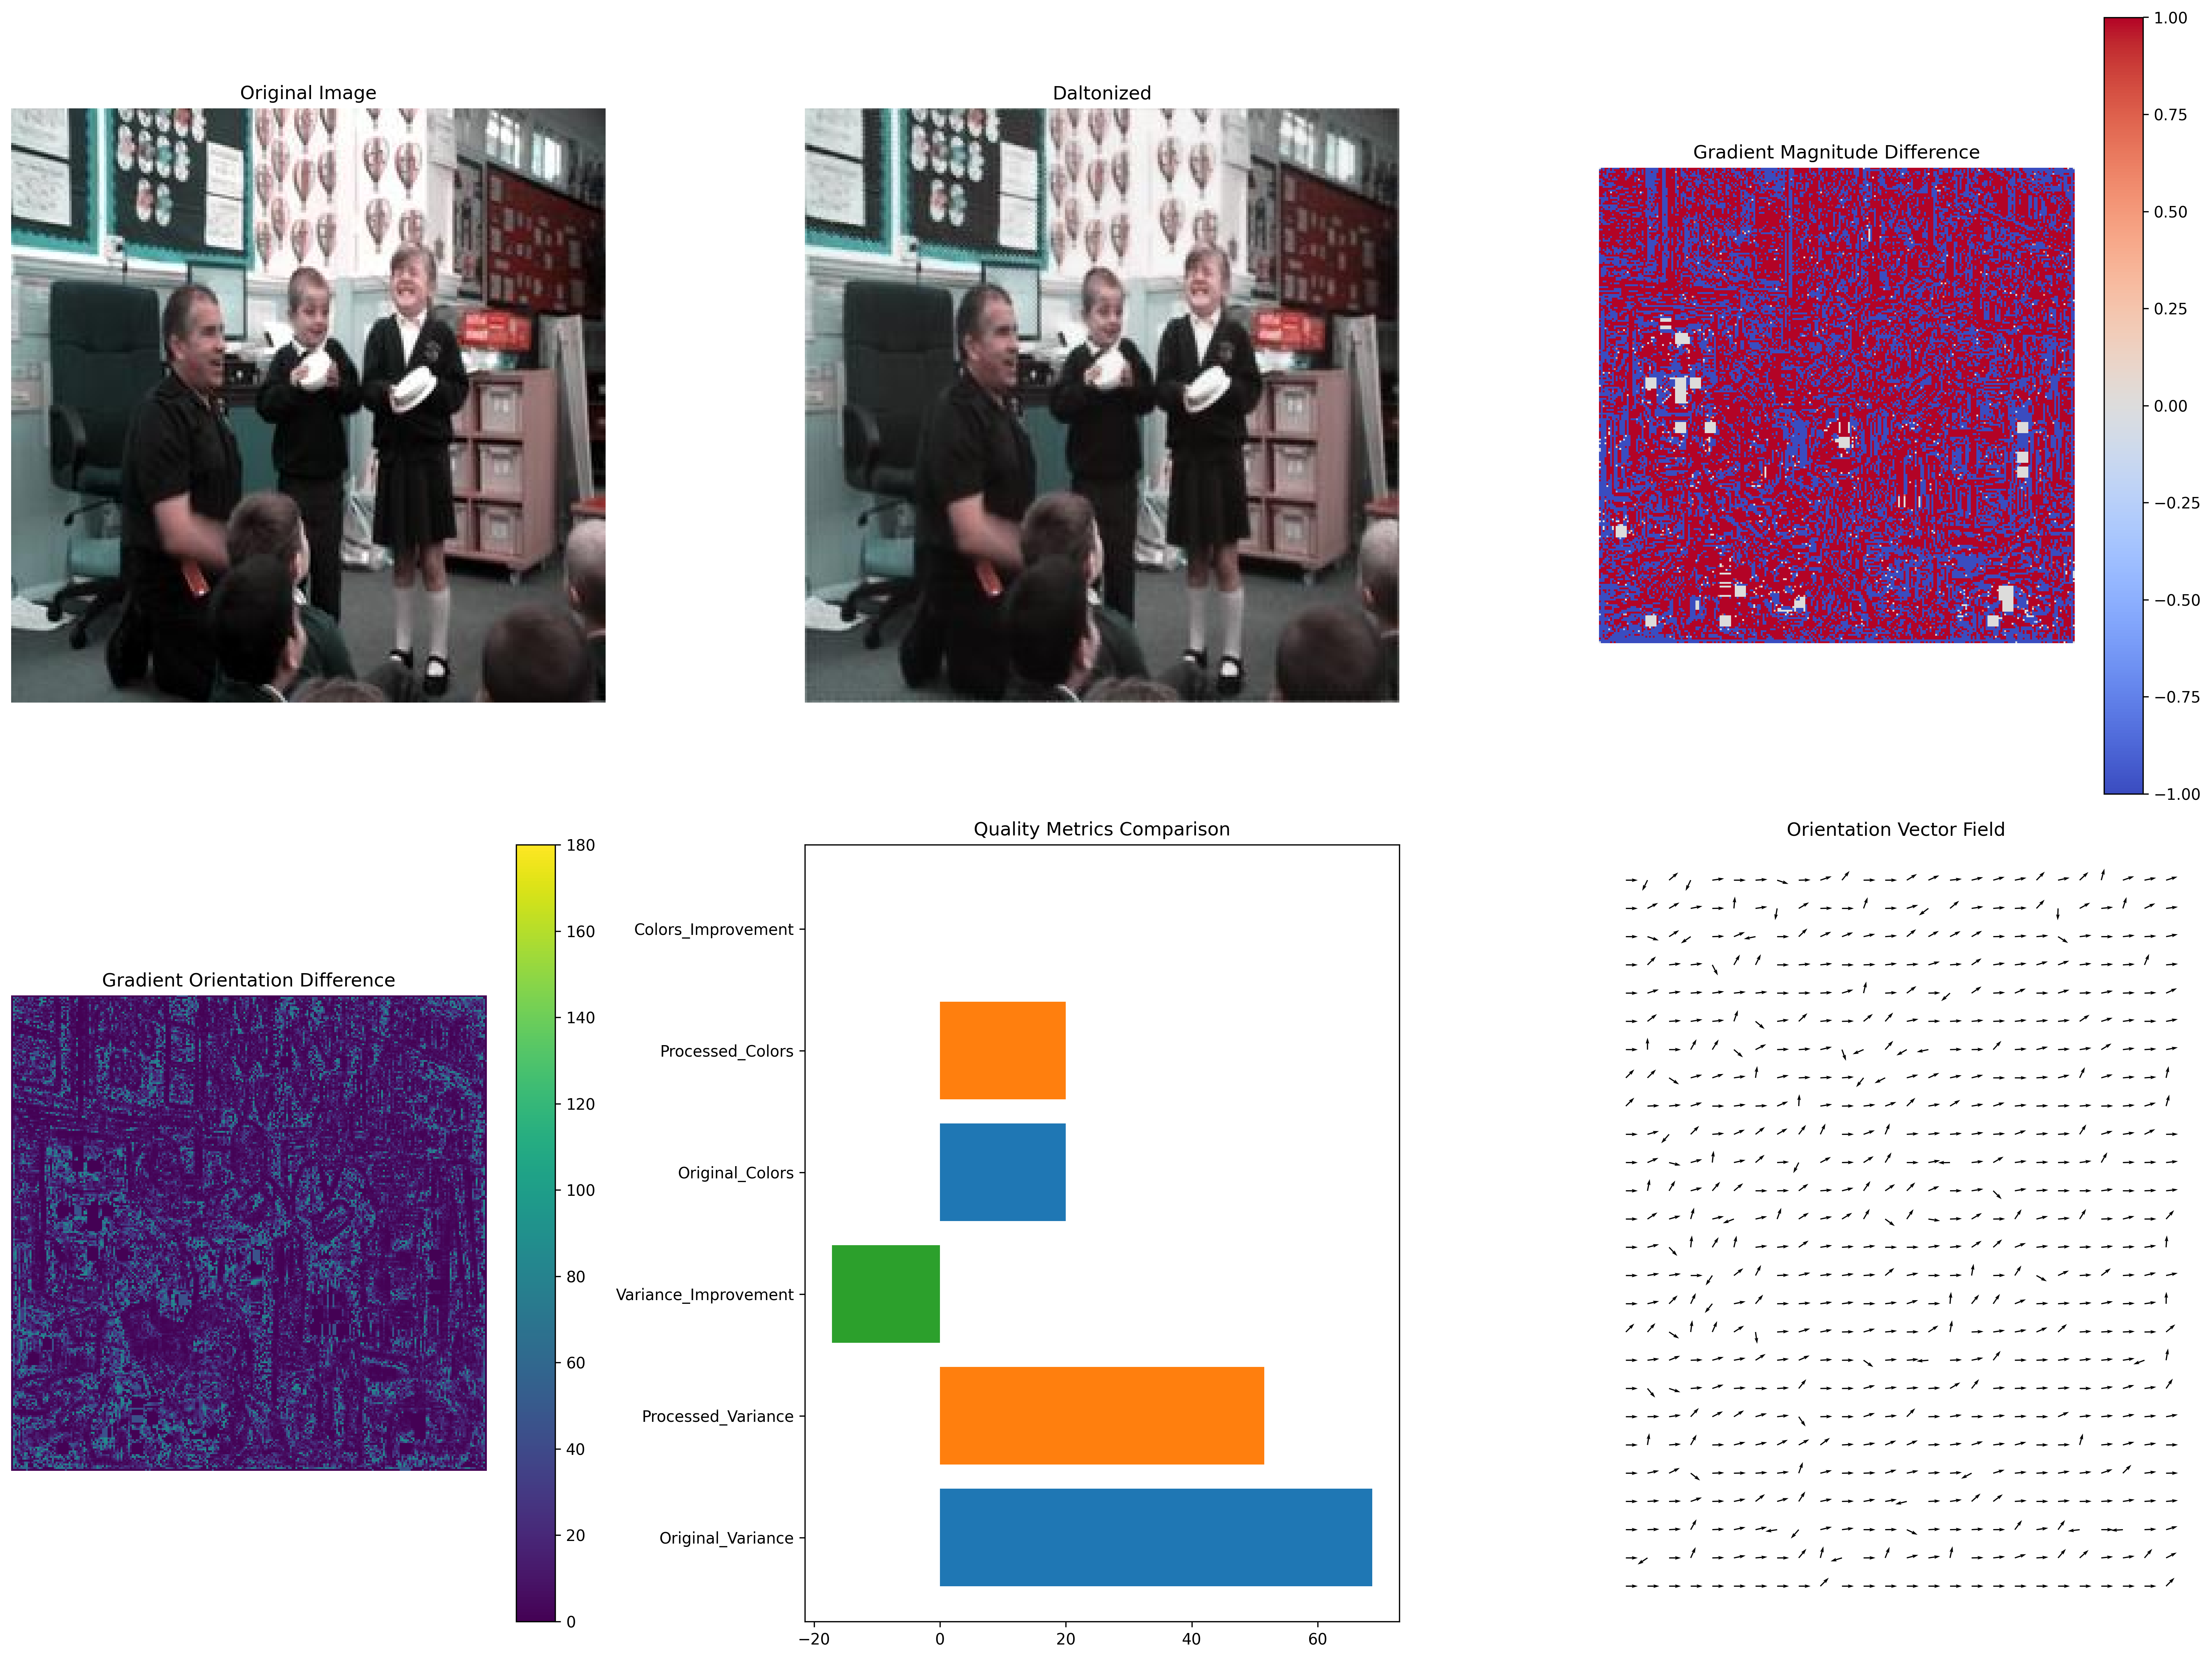 Original Image
Daltonized
Gradient Magnitude Difference
1.00
0.75
0.50
0.25
0.00
−0.25
−0.50
−0.75
−1.00
Gradient Orientation Difference
180
160
140
120
100
80
60
40
20
0
Quality Metrics Comparison
Colors_Improvement
Processed_Colors
Original_Colors
Variance_Improvement
Processed_Variance
Original_Variance
−20
0
20
40
60
Orientation Vector Field